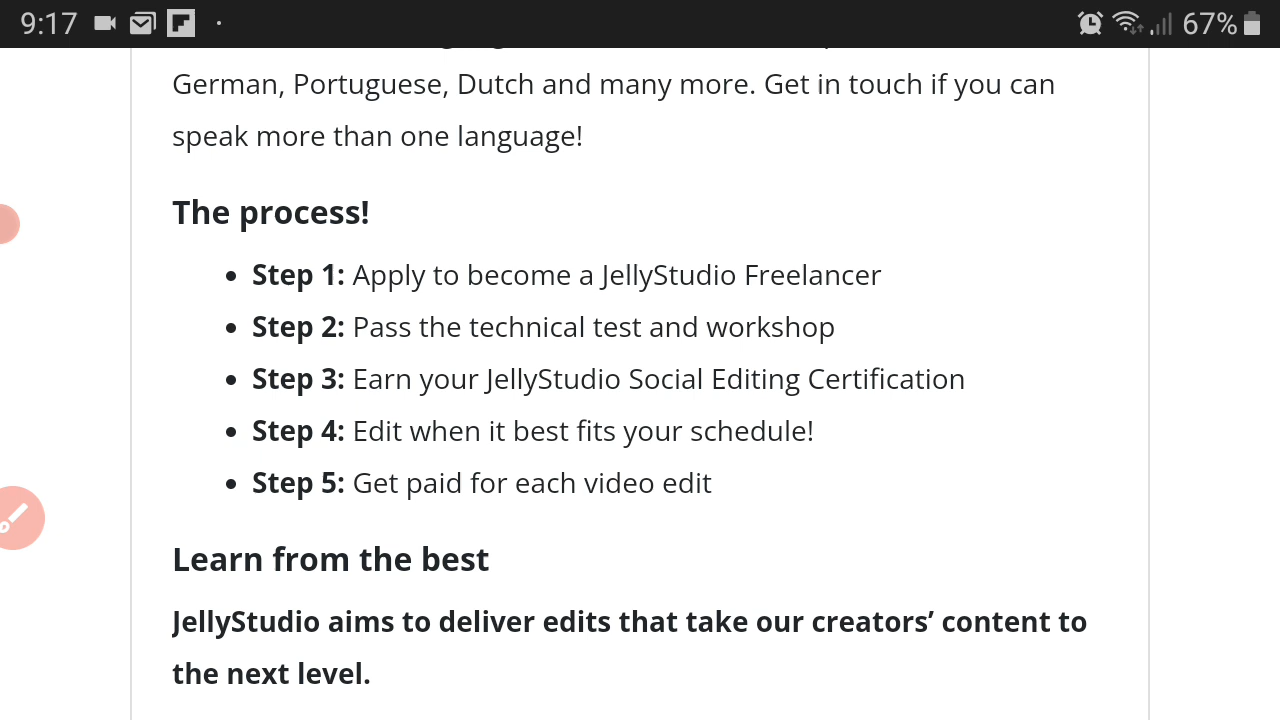 9:17
67%
German, Portuguese, Dutch and many more. Get in touch if you can
speak more than one language!
The process!
• Step 1: Apply to become a JellyStudio Freelancer
• Step 2: Pass the technical test and workshop
• Step 3: Earn your JellyStudio Social Editing Certification
• Step 4: Edit when it best fits your schedule!
• Step 5: Get paid for each video edit
Learn from the best
JellyStudio aims to deliver edits that take our creators’ content to
the next level.